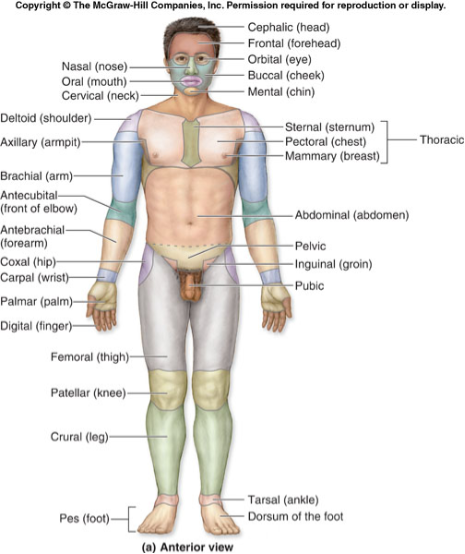 Copyright © The McGraw-Hill Companies, Inc. Permission required for reproduction or display.
Cephalic (head)
Frontal (forehead)
Orbital (eye)
Nasal (nose)
Buccal (cheek)
Oral (mouth)
Mental (chin)
Cervical (neck)
Deltoid (shoulder)
Sternal (sternum)
Axillary (armpit)
Pectoral (chest)
Thoracic
Mammary (breast)
Brachial (arm)
Antecubital
(front of elbow)
Abdominal (abdomen)
Antebrachial
(forearm)
Pelvic
Coxal (hip)
Inguinal (groin)
Carpal (wrist)
Pubic
Palmar (palm)
Digital (finger)
Femoral (thigh)
Patellar (knee)
Crural (leg)
Tarsal (ankle)
Pes (foot)
Dorsum of the foot
(a) Anterior view